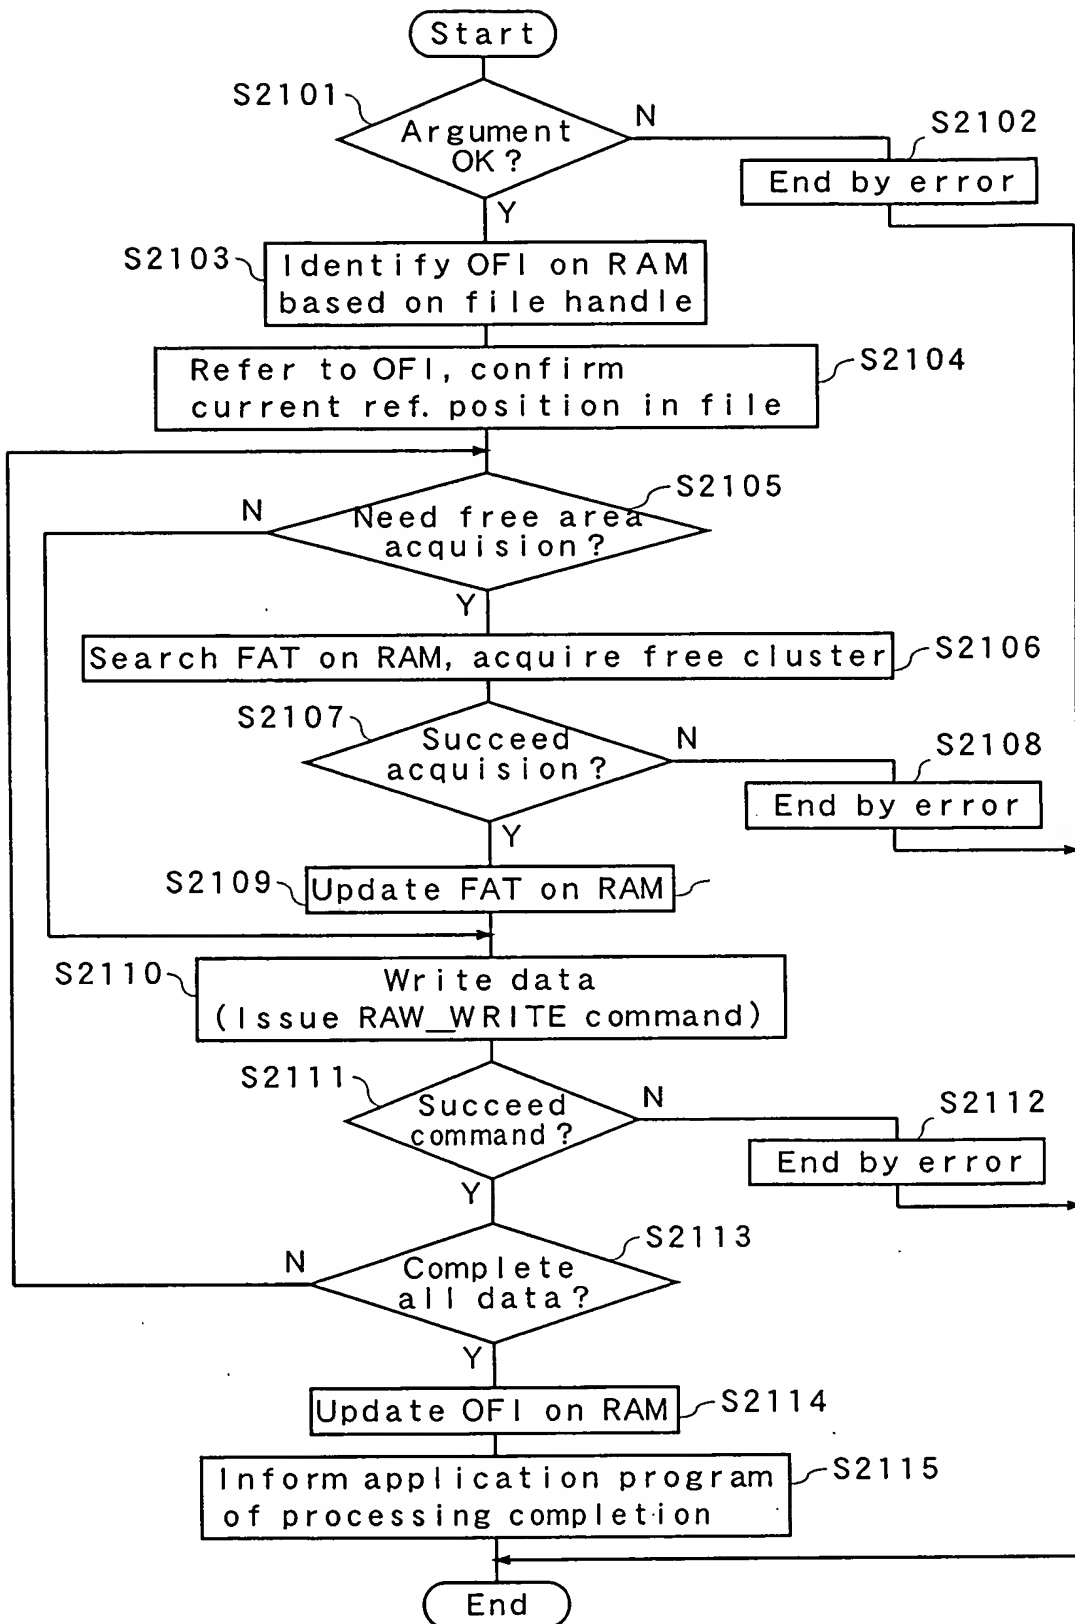 Start
S2101
Argument
OK?
N
S2102
End by error
Y
S2103
Identify OFI on RAM
based on file handle
S2104
Refer to OFI, confirm
current ref. position in file
S2105
N
Need free area
acquision?
Y
Search FAT on RAM, acquire free cluster
S2106
S2107
Succeed
acquision?
N
S2108
End by error
Y
S2109
Update FAT on RAM
S2110
Write data
(Issue RAW_WRITE command)
S2111
Succeed
command?
N
S2112
End by error
Y
S2113
N
Complete
all data?
Y
Update OFI on RAM
S2114
Inform application program
of processing completion
S2115
End